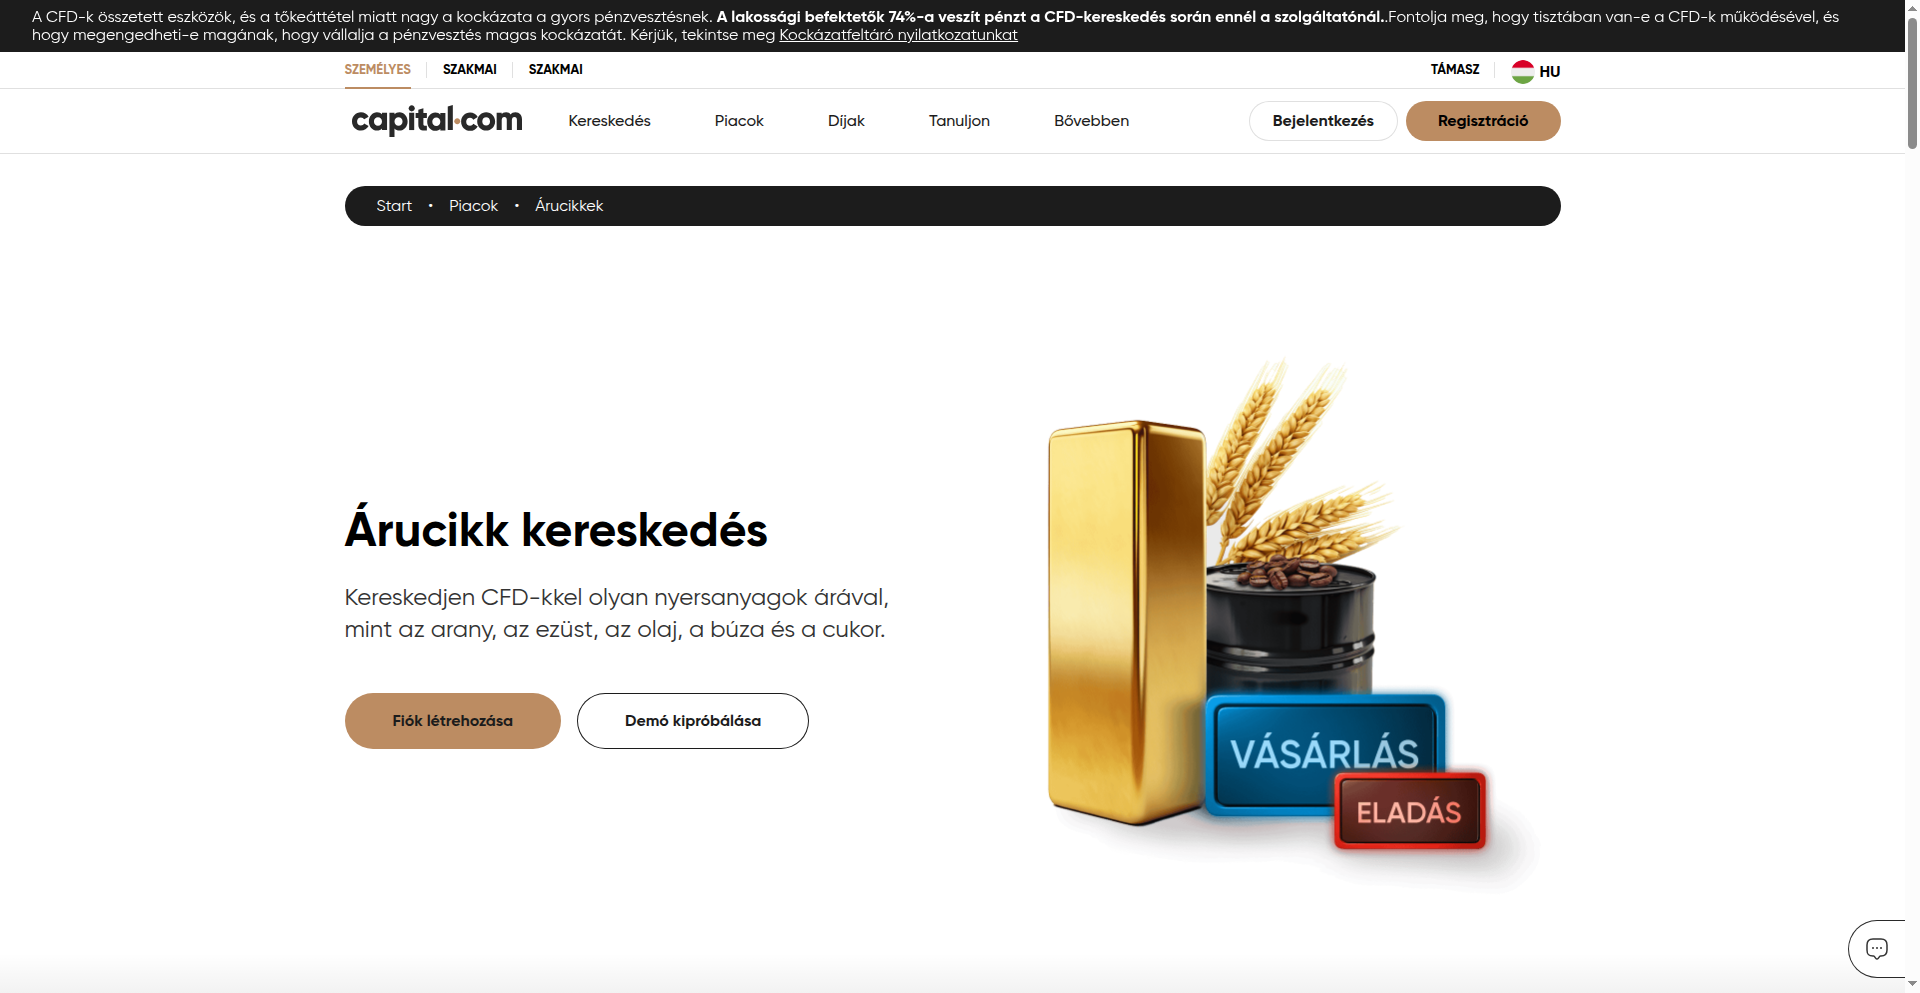 A CFD-k összetett eszközök, és a tőkeáttétel miatt nagy a kockázata a gyors pénzvesztésnek. A lakossági befektetők 74%-a veszít pénzt a CFD-kereskedés során ennél a szolgáltatónál..Fontolja meg, hogy tisztában van-e a CFD-k működésével, és
hogy megengedheti-e magának, hogy vállalja a pénzvesztés magas kockázatát. Kérjük, tekintse meg Kockázatfeltáró nyilatkozatunkat
SZEMÉLYES SZAKMAI SZAKMAI TÁMASZ HU
capital.com Kereskedés Piacok Díjak Tanuljon Bővebben Bejelentkezés Regisztráció
Start • Piacok • Árucikkek
Árucikk kereskedés
Kereskedjen CFD-kkel olyan nyersanyagok árával,
mint az arany, az ezüst, az olaj, a búza és a cukor.
Fiók létrehozása Demó kipróbálása
VÁSÁRLÁS
ELADÁS